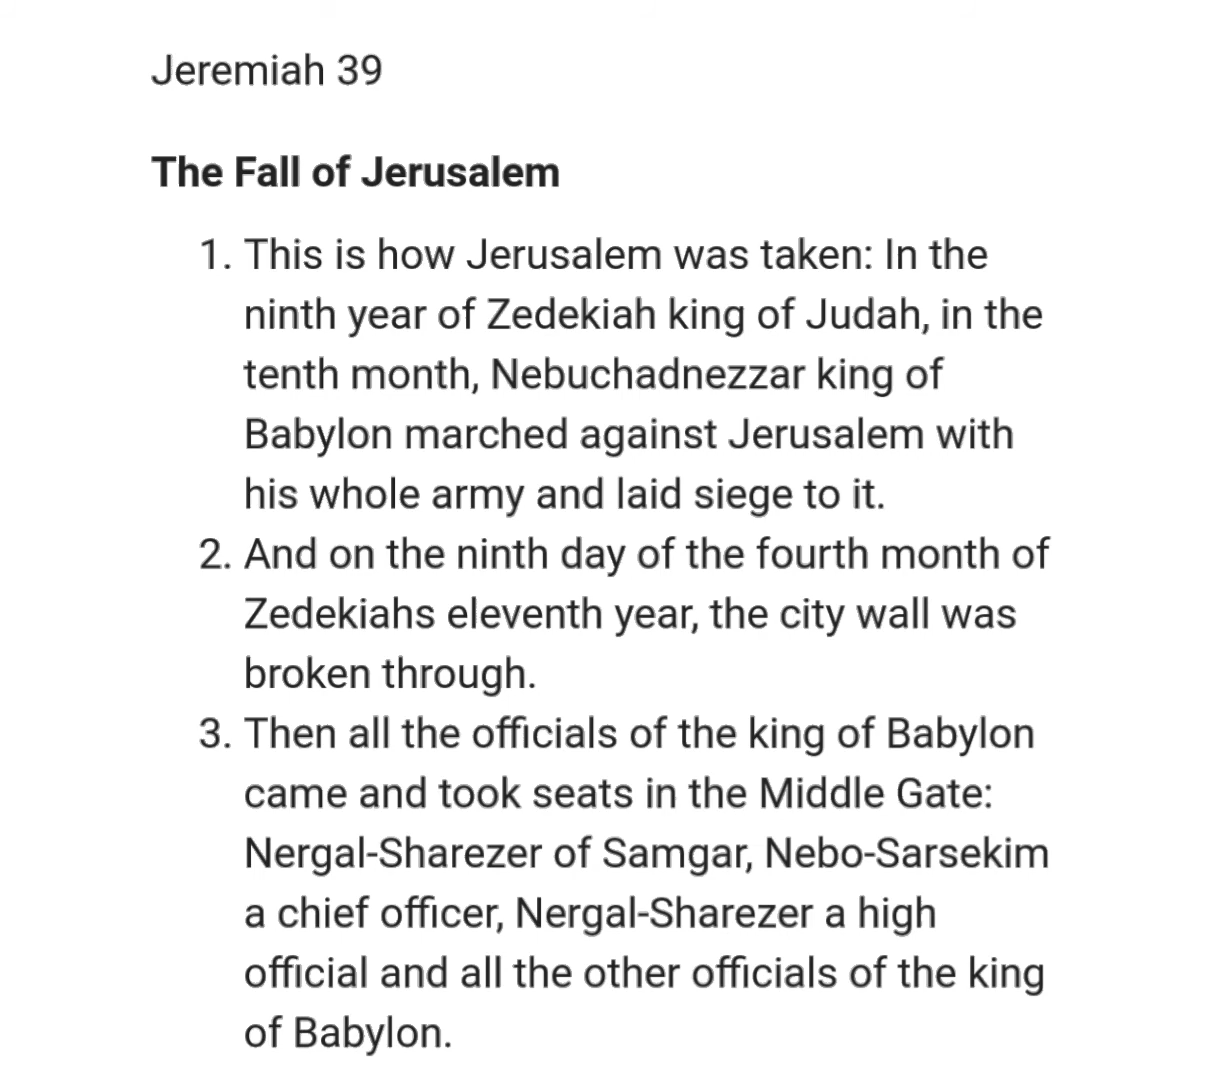 Jeremiah 39
The Fall of Jerusalem
1. This is how Jerusalem was taken: In the
ninth year of Zedekiah king of Judah, in the
tenth month, Nebuchadnezzar king of
Babylon marched against Jerusalem with
his whole army and laid siege to it.
2. And on the ninth day of the fourth month of
Zedekiahs eleventh year, the city wall was
broken through.
3. Then all the officials of the king of Babylon
came and took seats in the Middle Gate:
Nergal-Sharezer of Samgar, Nebo-Sarsekim
a chief officer, Nergal-Sharezer a high
official and all the other officials of the king
of Babylon.